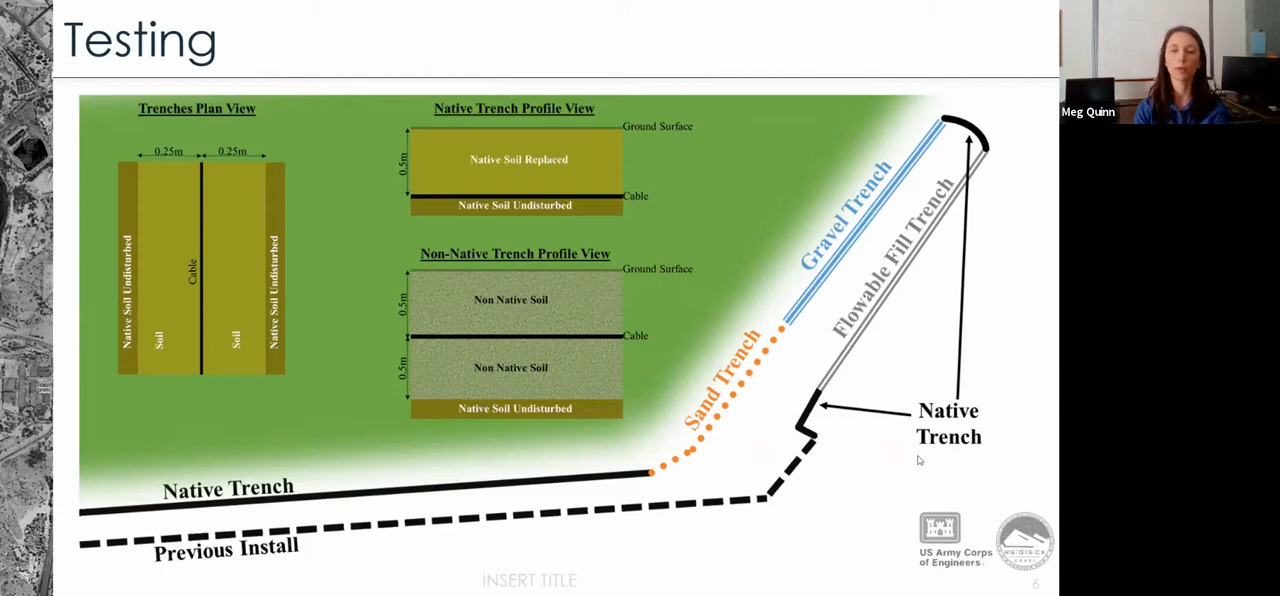 Testing
Trenches Plan View
0.25m
0.25m
Native Soil Undisturbed
Soil
Cable
Soil
Native Soil Undisturbed
Native Trench Profile View
Ground Surface
0.5m
Native Soil Replaced
Cable
Native Soil Undisturbed
Non-Native Trench Profile View
Ground Surface
0.5m
Non Native Soil
Cable
0.5m
Non Native Soil
Native Soil Undisturbed
Gravel Trench
Flowable Fill Trench
Sand Trench
Native
Trench
Native Trench
Previous Install
US Army Corps
of Engineers
INSERT TITLE
6
Meg Quinn